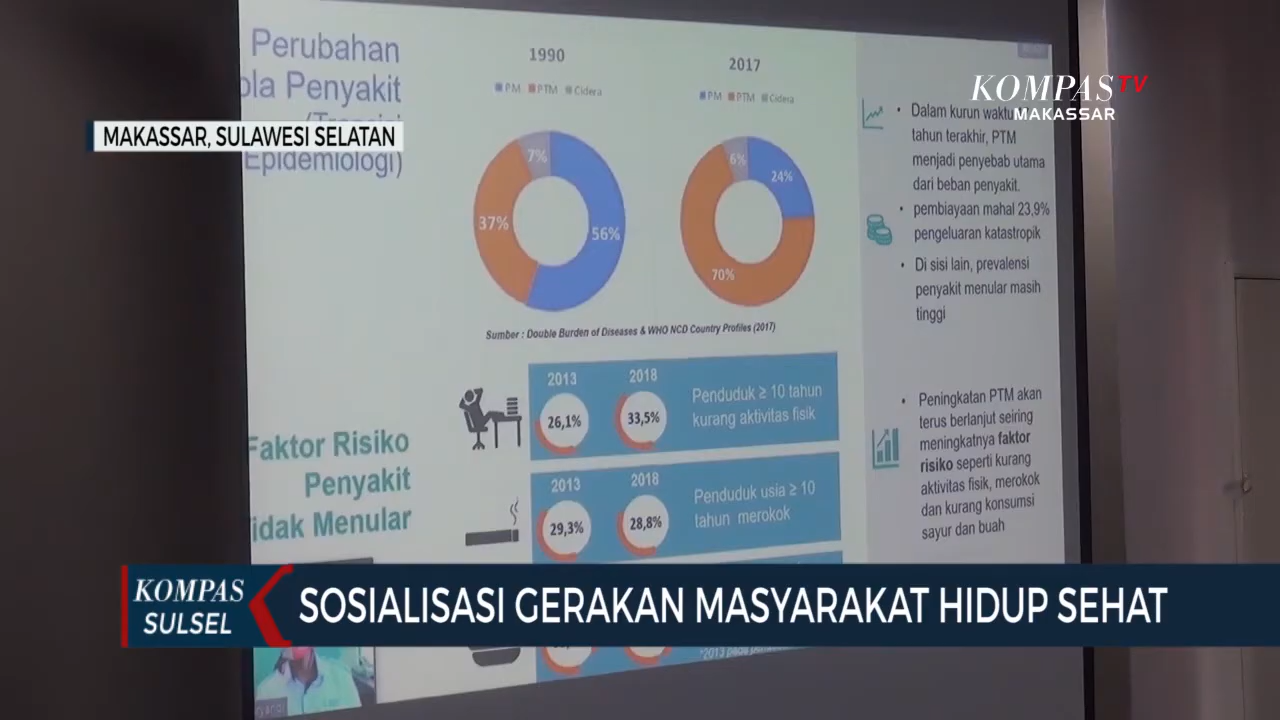 Perubahan
ola Penyakit
Epidemiologi)
MAKASSAR, SULAWESI SELATAN
1990
PM PTM Cidera
7%
37%
56%
2017
PM PTM Cidera
6%
24%
70%
Sumber : Double Burden of Diseases & WHO NCD Country Profiles (2017)
KOMPAS TV
MAKASSAR
• Dalam kurun waktu
tahun terakhir, PTM
menjadi penyebab utama
dari beban penyakit.
• pembiayaan mahal 23,9%
pengeluaran katastropik
• Di sisi lain, prevalensi
penyakit menular masih
tinggi
Faktor Risiko
Penyakit
Tidak Menular
2013 2018
26,1% 33,5%
Penduduk ≥ 10 tahun
kurang aktivitas fisik
2013 2018
29,3% 28,8%
Penduduk usia ≥ 10
tahun merokok
• Peningkatan PTM akan
terus berlanjut seiring
meningkatnya faktor
risiko seperti kurang
aktivitas fisik, merokok
dan kurang konsumsi
sayur dan buah
KOMPAS
SULSEL
SOSIALISASI GERAKAN MASYARAKAT HIDUP SEHAT